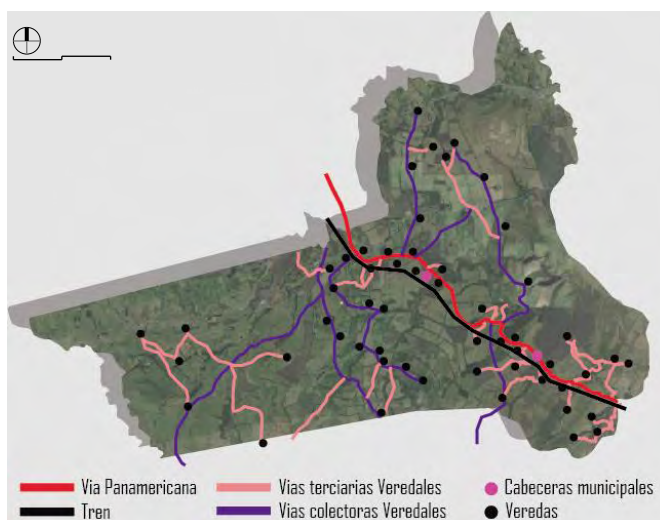 Via Panamericana
Vias terciarias Veredales
Cabeceras municipales
Tren
Vias colectoras Veredales
Veredas